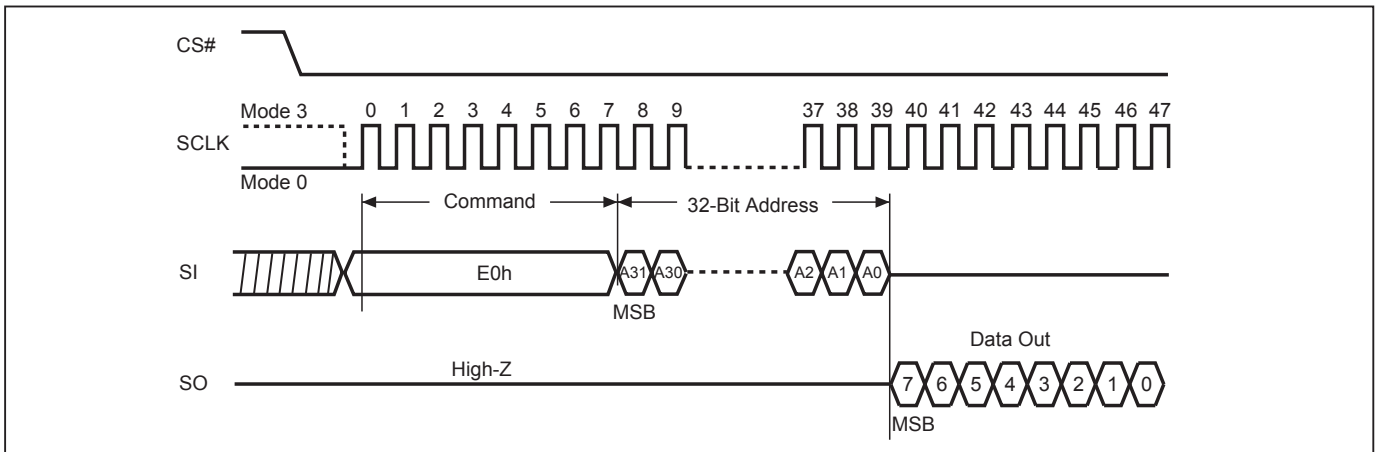 CS#
Mode 3 0 1 2 3 4 5 6 7 8 9 37 38 39 40 41 42 43 44 45 46 47
SCLK
Mode 0
Command 32-Bit Address
SI E0h A31 A30 A2 A1 A0
MSB
Data Out
High-Z
SO 7 6 5 4 3 2 1 0
MSB